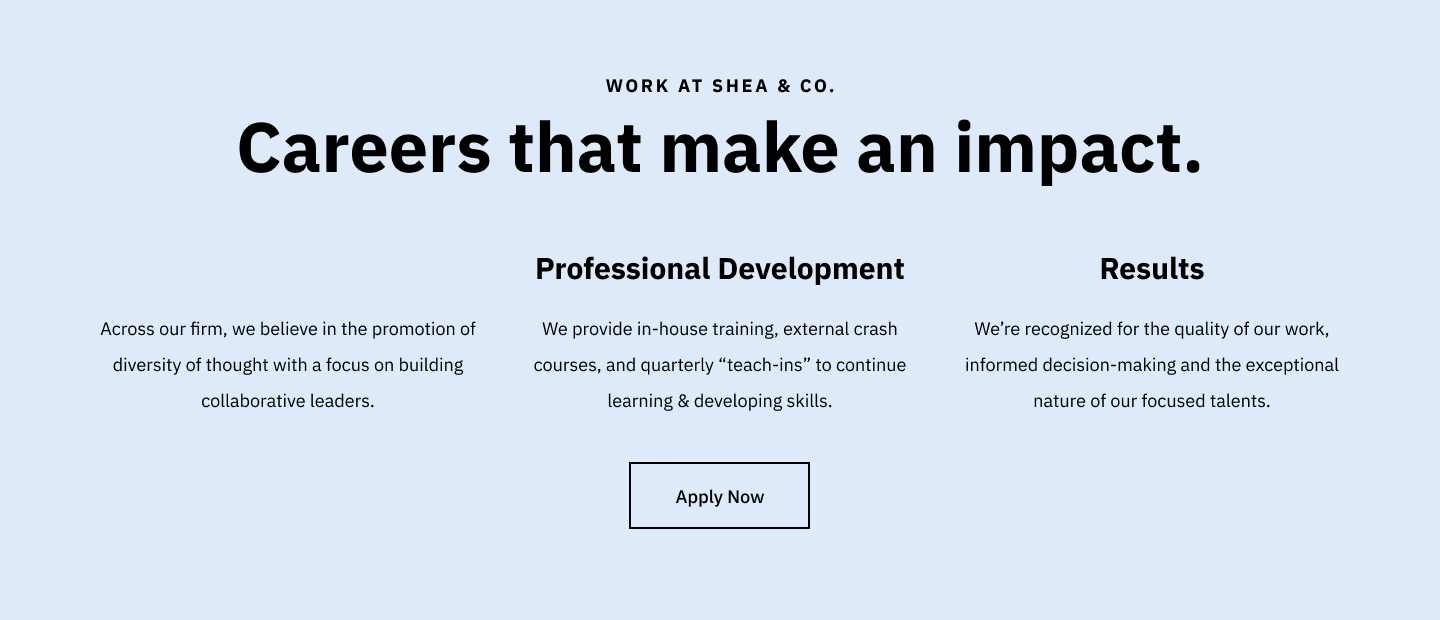 WORK AT SHEA & CO.
Careers that make an impact.
Across our firm, we believe in the promotion of
diversity of thought with a focus on building
collaborative leaders.
Professional Development
We provide in-house training, external crash
courses, and quarterly “teach-ins” to continue
learning & developing skills.
Results
We’re recognized for the quality of our work,
informed decision-making and the exceptional
nature of our focused talents.
Apply Now